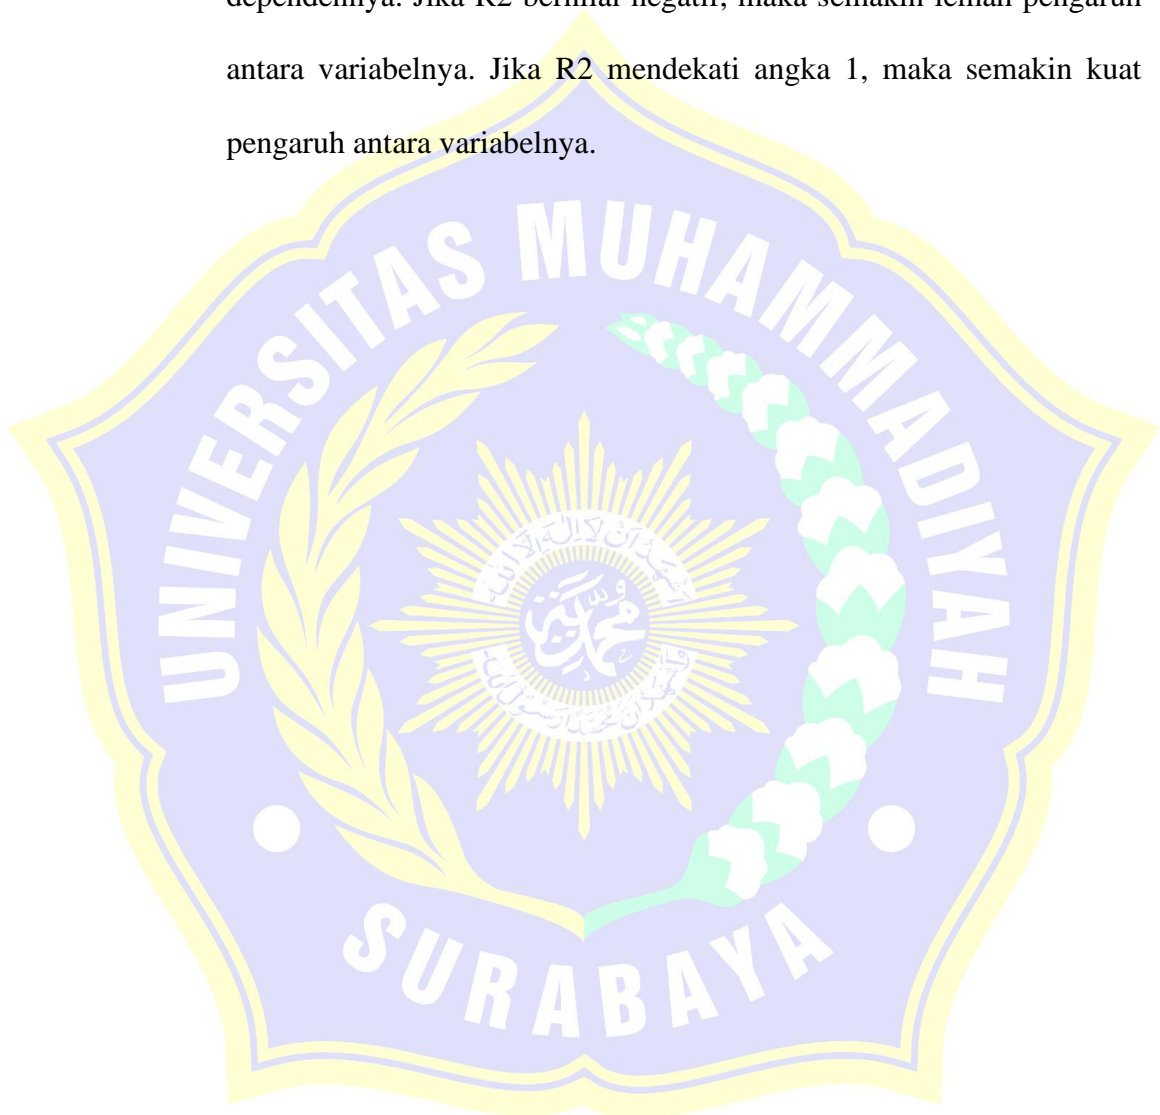 dependennya. Jika R2 bernilai negatif, maka semakin lemah pengaruh
antara variabelnya. Jika R2 mendekati angka 1, maka semakin kuat
pengaruh antara variabelnya.
UNIVERSITAS MUHAMMADIYAH
SURABAYA